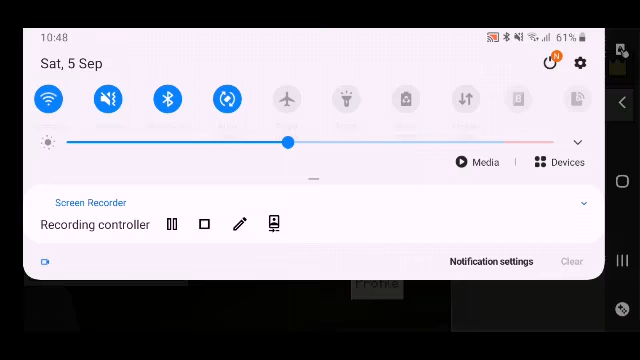 10:48
61%
Sat, 5 Sep
N
Media
Devices
Screen Recorder
Recording controller
Notification settings
Clear
Profile